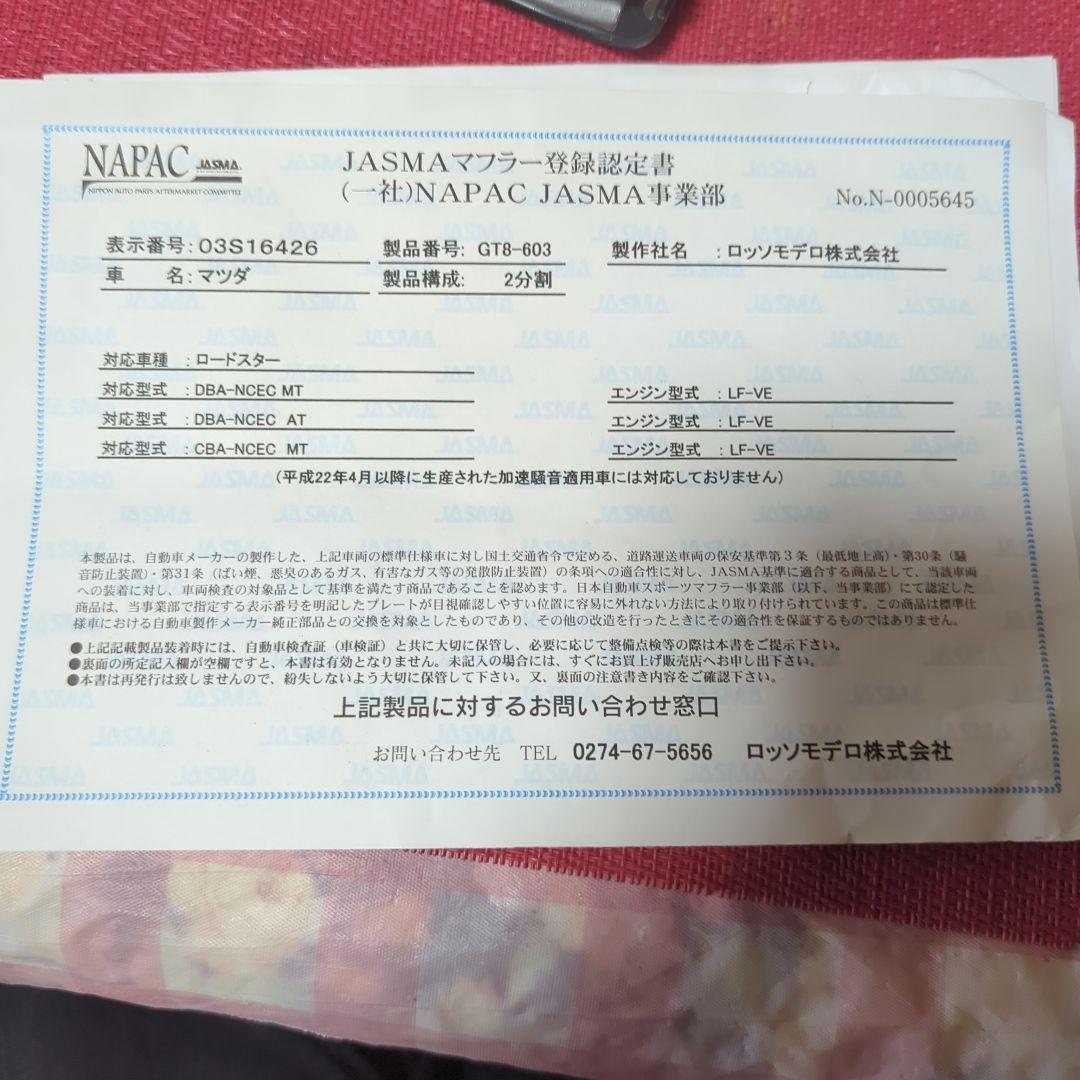 NAPAC JASMA
NIPPON AUTO PARTS AFTERMARKET COMMITTEE
JASMAマフラー登録認定書
(一社)NAPAC JASMA事業部
No.N-0005645
表示番号:03S16426 製品番号: GT8-603 製作社名 :ロッソモデロ株式会社
車 名:マツダ 製品構成: 2分割
対応車種 :ロードスター
対応型式 :DBA-NCEC MT エンジン型式 :LF-VE
対応型式 :DBA-NCEC AT エンジン型式 :LF-VE
対応型式 :CBA-NCEC MT エンジン型式 :LF-VE
(平成22年4月以降に生産された加速騒音適用車には対応しておりません)
本製品は、自動車メーカーの製作した、上記車両の標準仕様車に対し国土交通省令で定める、道路運送車両の保安基準第3条(最低地上高)・第30条(騒
音防止装置)・第31条(ばい煙、悪臭のあるガス、有害なガス等の発散防止装置)の条項への適合性に対し、JASMA基準に適合する商品として、当該車両
への装着に対し、車両検査の対象品として基準を満たす商品であることを認めます。日本自動車スポーツマフラー事業部(以下、当事業部)にて認定した
商品は、当事業部で指定する表示番号を明記したプレートが目視確認しやすい位置に容易に外れない方法により取り付けられています。この商品は標準仕
様車における自動車製作メーカー純正部品との交換を対象としたものであり、その他の改造を行ったときにその適合性を保証するものではありません。
●上記記載製品装着時には、自動車検査証(車検証)と共に大切に保管し、必要に応じて整備点検等の際は本書をご提示下さい。
●裏面の所定記入欄が空欄ですと、本書は有効となりません。未記入の場合には、すぐにお買上げ販売店へお申し出下さい。
●本書は再発行は致しませんので、紛失しないよう大切に保管して下さい。又、裏面の注意書き内容をご確認下さい。
上記製品に対するお問い合わせ窓口
お問い合わせ先 TEL 0274-67-5656 ロッソモデロ株式会社